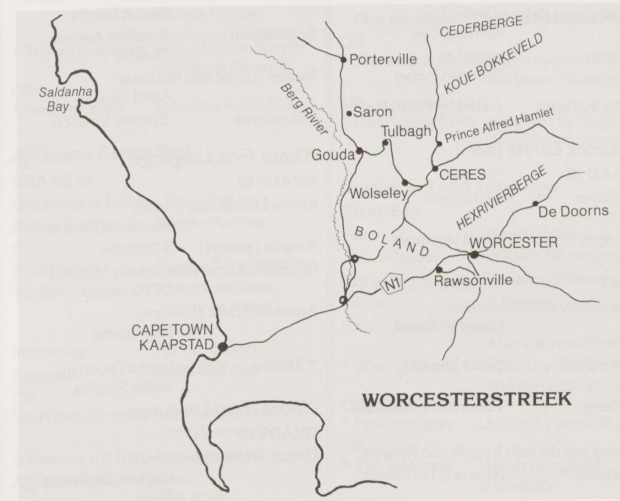 CEDERBERGE
KOUE BOKKEVELD
Porterville
Saldanha
Bay
Berg Rivier
Saron
Tulbagh
Prince Alfred Hamlet
Gouda
CERES
Wolseley
HEXRIVIERBERGE
De Doorns
BOLAND
WORCESTER
N1
Rawsonville
CAPE TOWN
KAAPSTAD
WORCESTERSTREEK